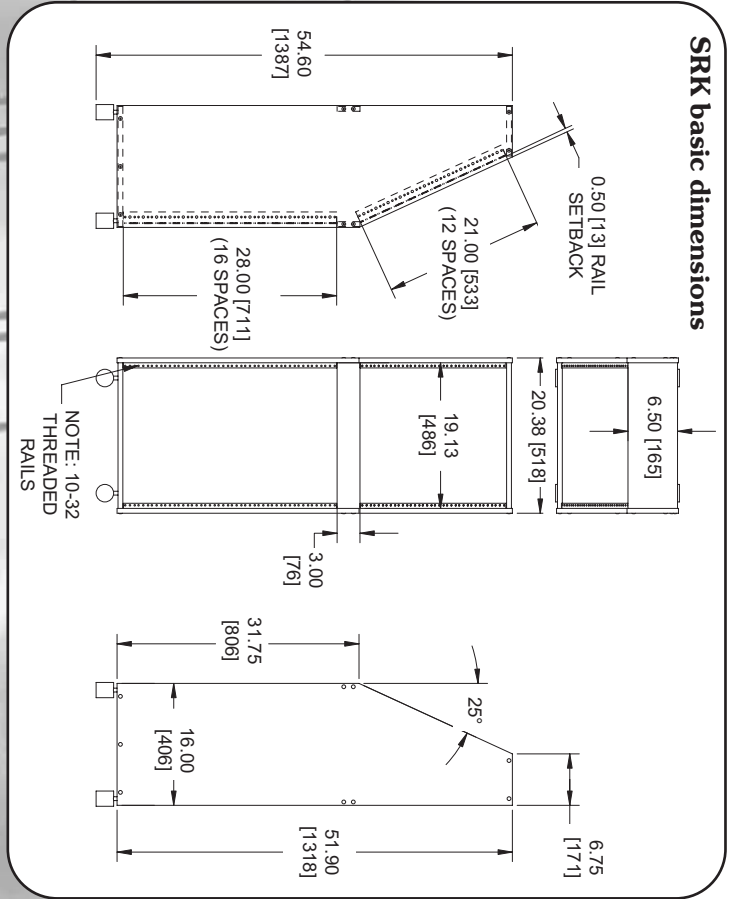 SRK basic dimensions
0.50 [13] RAIL
SETBACK
54.60
[1387]
21.00 [533]
(12 SPACES)
28.00 [711]
(16 SPACES)
6.50 [165]
20.38 [518]
19.13
[486]
3.00
[76]
NOTE: 10-32
THREADED
RAILS
31.75
[806]
25°
16.00
[406]
6.75
[171]
51.90
[1318]